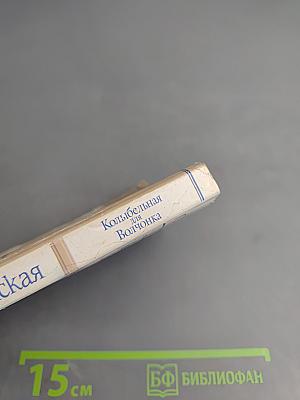 Колыбельная
для
Волчонка
ская
15 см
БФ БИБЛИОФАН